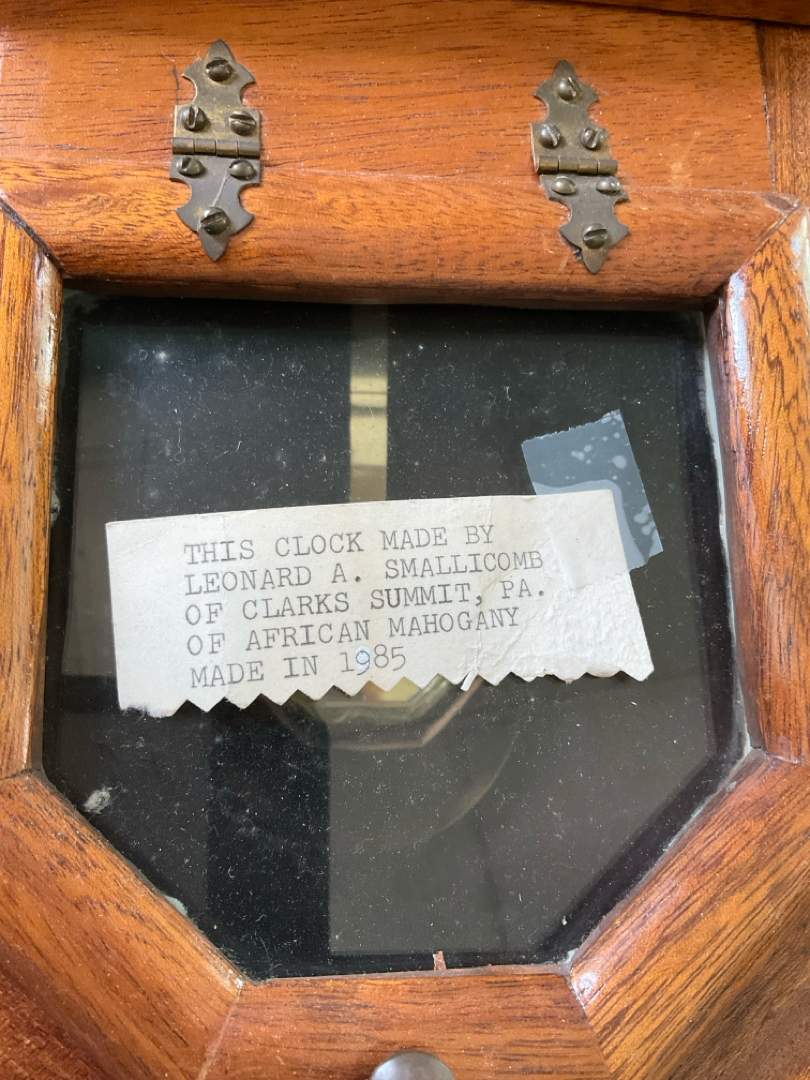 THIS CLOCK MADE BY
LEONARD A. SMALLICOMB
OF CLARKS SUMMIT, PA.
OF AFRICAN MAHOGANY
MADE IN 1985